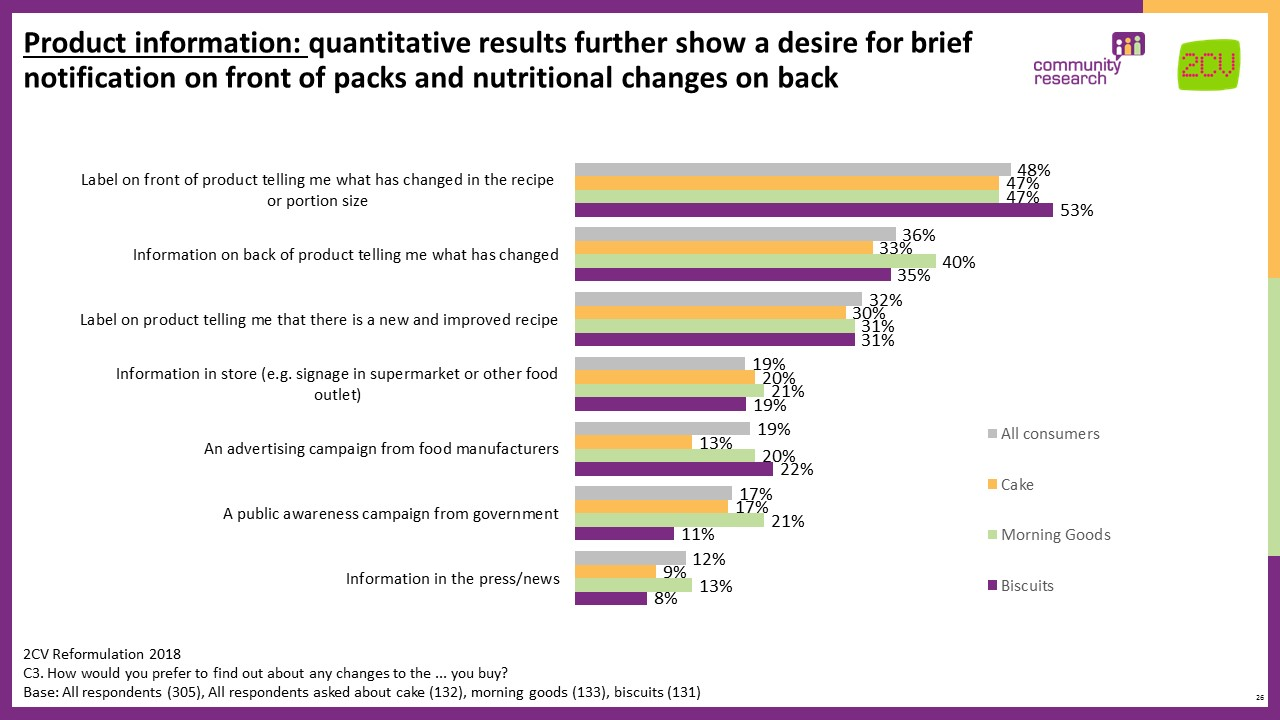 Product information: quantitative results further show a desire for brief
notification on front of packs and nutritional changes on back
community
research
2CV
Label on front of product telling me what has changed in the recipe
or portion size
48%
47%
47%
53%
Information on back of product telling me what has changed
36%
33%
40%
35%
Label on product telling me that there is a new and improved recipe
32%
30%
31%
31%
Information in store (e.g. signage in supermarket or other food
outlet)
19%
20%
21%
19%
An advertising campaign from food manufacturers
19%
13%
20%
22%
A public awareness campaign from government
17%
17%
21%
11%
Information in the press/news
12%
9%
13%
8%
All consumers
Cake
Morning Goods
Biscuits
2CV Reformulation 2018
C3. How would you prefer to find out about any changes to the ... you buy?
Base: All respondents (305), All respondents asked about cake (132), morning goods (133), biscuits (131)
26